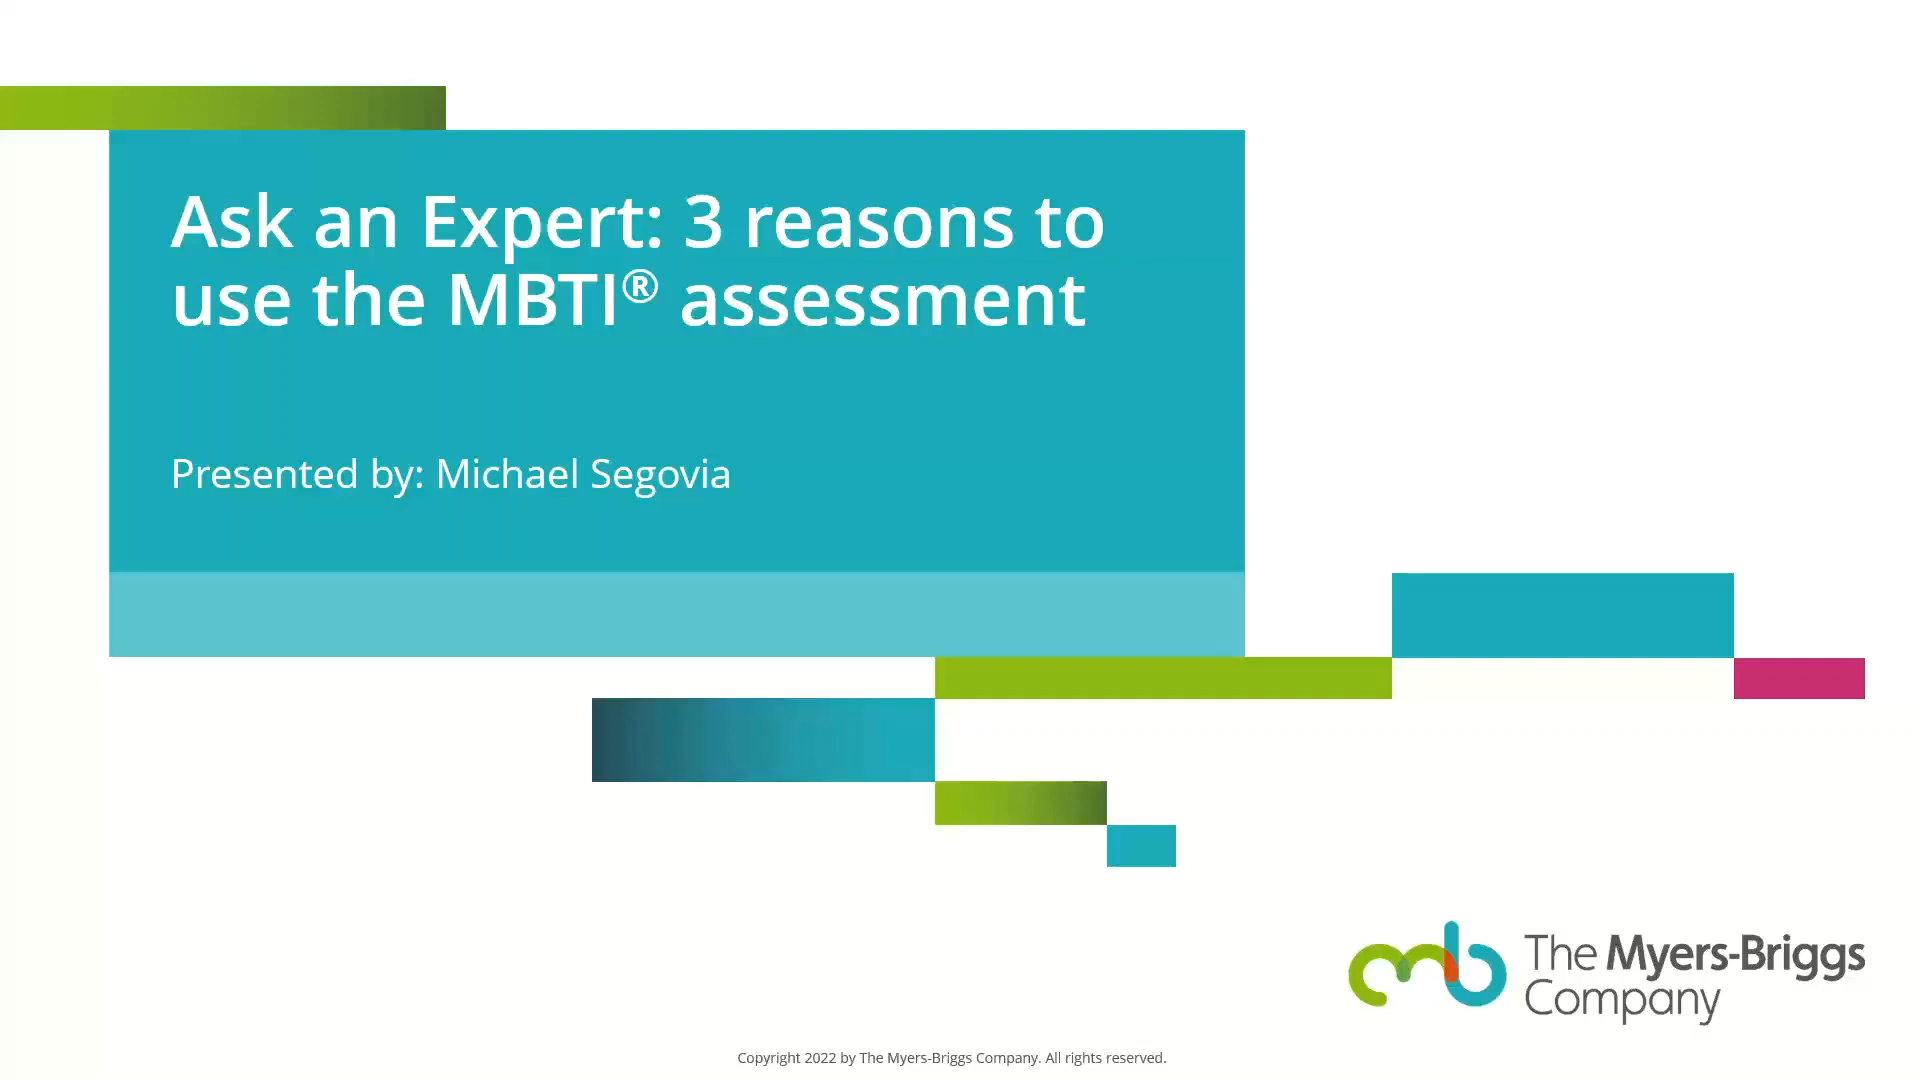 Ask an Expert: 3 reasons to
use the MBTI® assessment
Presented by: Michael Segovia
mb
The Myers-Briggs
Company
Copyright 2022 by The Myers-Briggs Company. All rights reserved.